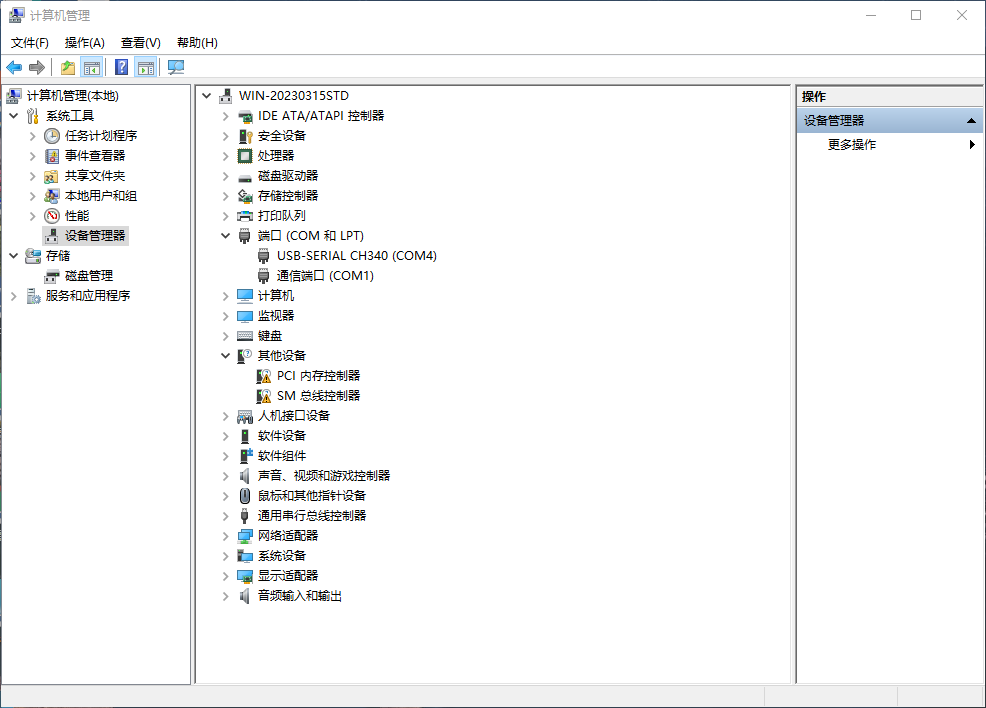 计算机管理
文件(F) 操作(A) 查看(V) 帮助(H)
计算机管理(本地)
系统工具
任务计划程序
事件查看器
共享文件夹
本地用户和组
性能
设备管理器
存储
磁盘管理
服务和应用程序
WIN-20230315STD
IDE ATA/ATAPI 控制器
安全设备
处理器
磁盘驱动器
存储控制器
打印队列
端口 (COM 和 LPT)
USB-SERIAL CH340 (COM4)
通信端口 (COM1)
计算机
监视器
键盘
其他设备
PCI 内存控制器
SM 总线控制器
人机接口设备
软件设备
软件组件
声音、视频和游戏控制器
鼠标和其他指针设备
通用串行总线控制器
网络适配器
系统设备
显示适配器
音频输入和输出
操作
设备管理器
更多操作